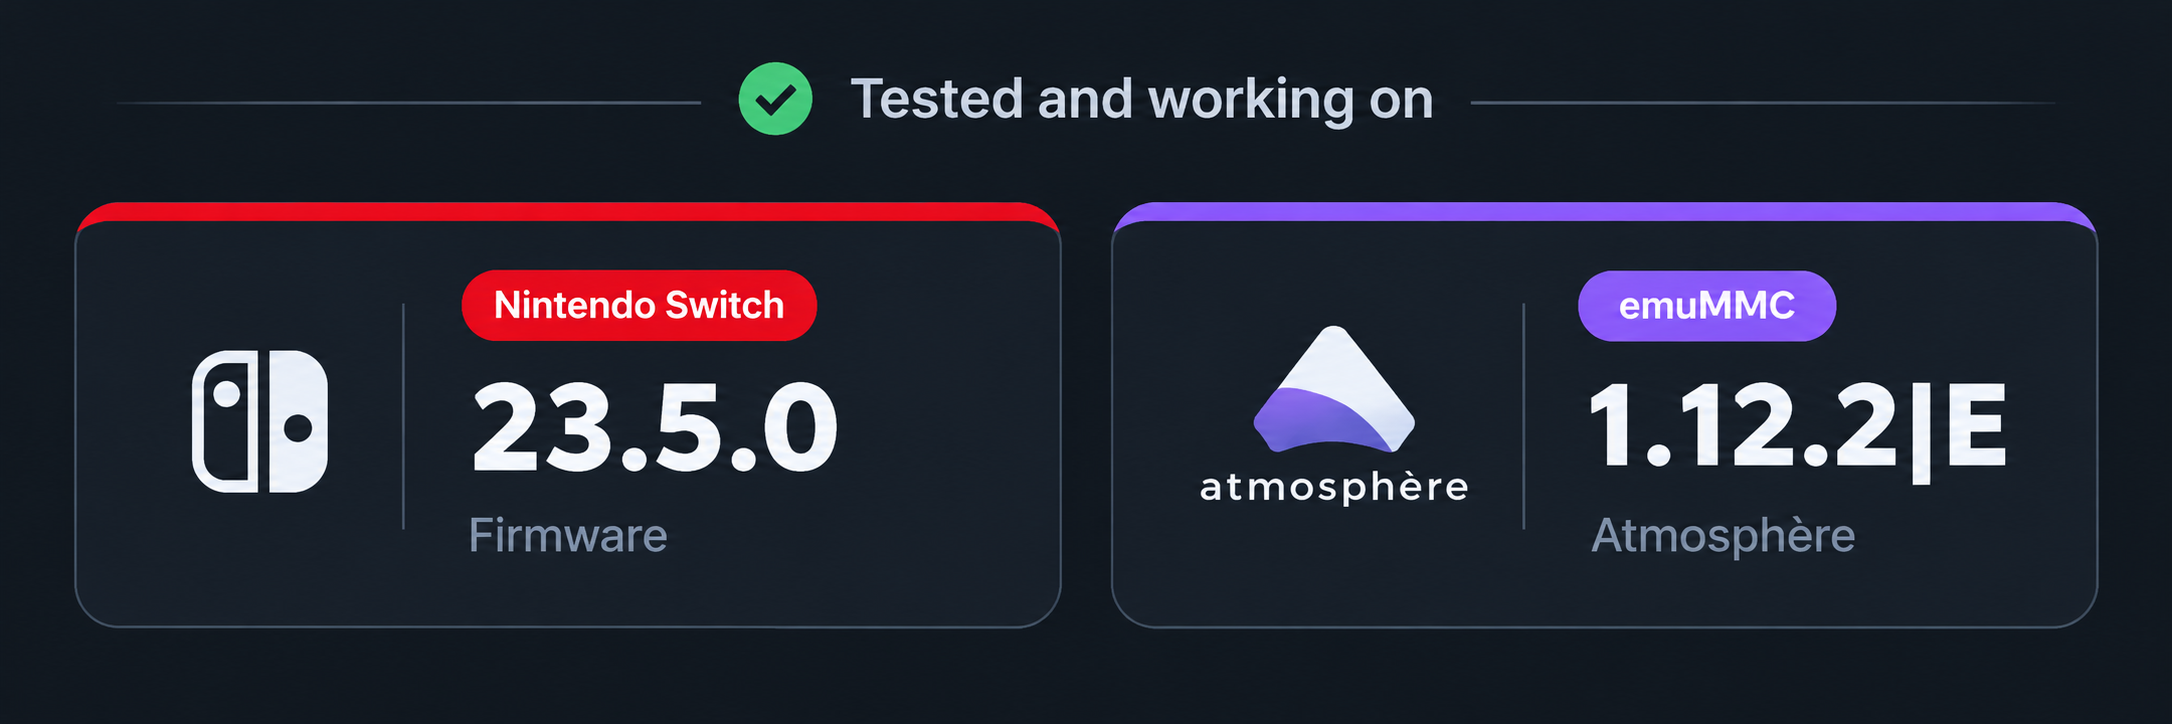 Tested and working on
Nintendo Switch
23.5.0
Firmware
atmosphère
emuMMC
1.12.2|E
Atmosphère